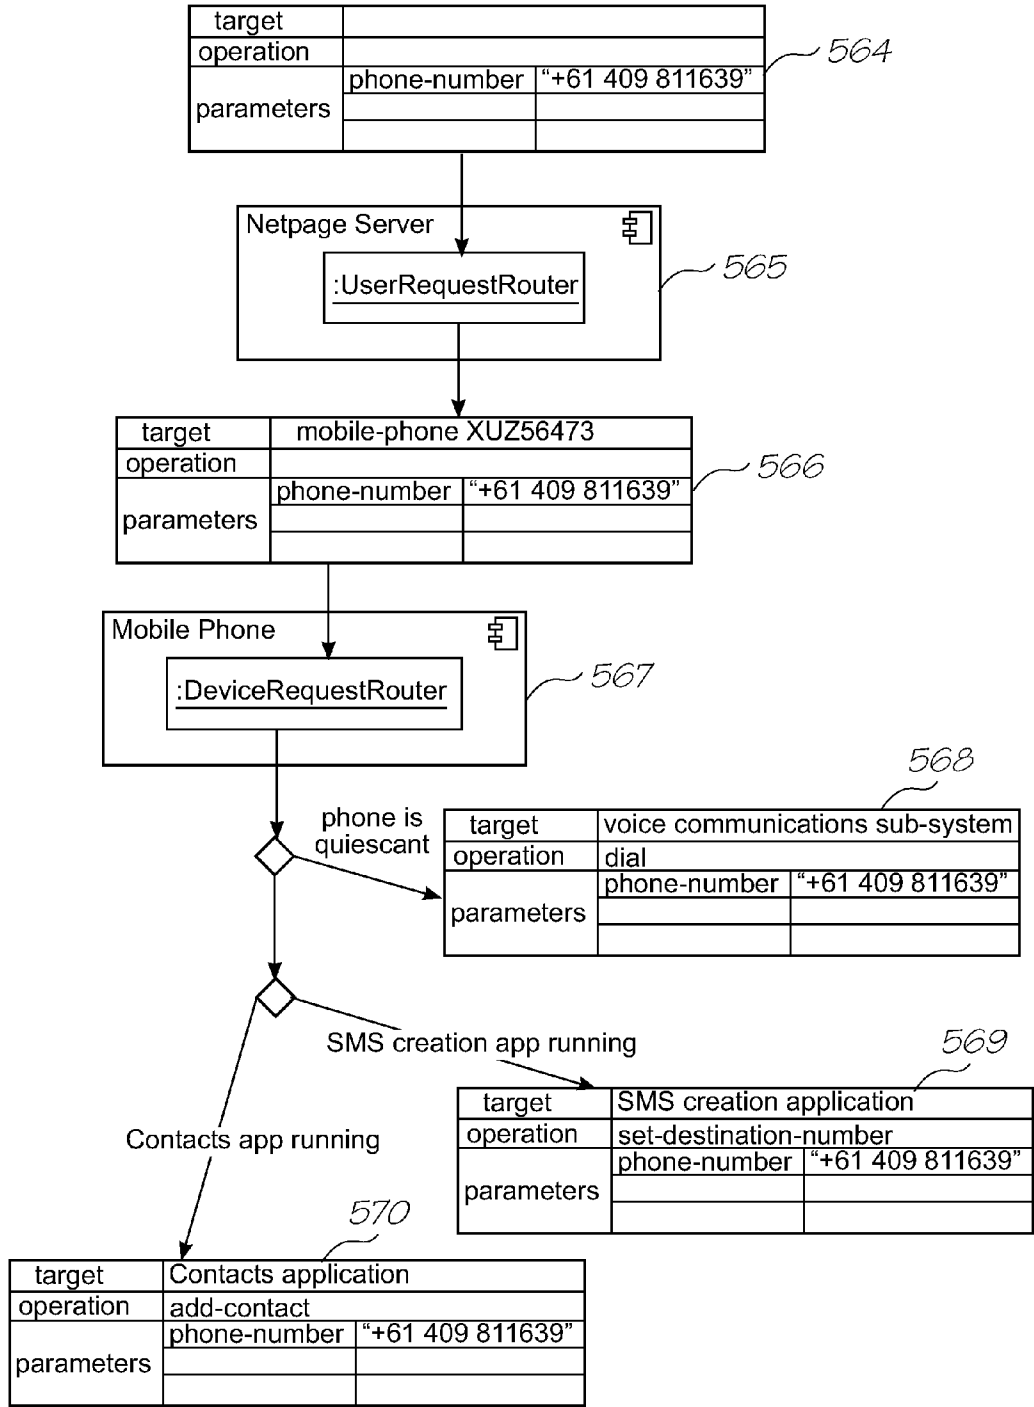 target
operation
564
phone-number "+61 409 811639"
parameters
Netpage Server
565
:UserRequestRouter
target mobile-phone XUZ56473
operation
566
phone-number "+61 409 811639"
parameters
Mobile Phone
567
:DeviceRequestRouter
568
phone is
quiescant
target voice communications sub-system
operation dial
phone-number "+61 409 811639"
parameters
SMS creation app running
569
target SMS creation application
operation set-destination-number
phone-number "+61 409 811639"
parameters
Contacts app running
570
target Contacts application
operation add-contact
phone-number "+61 409 811639"
parameters